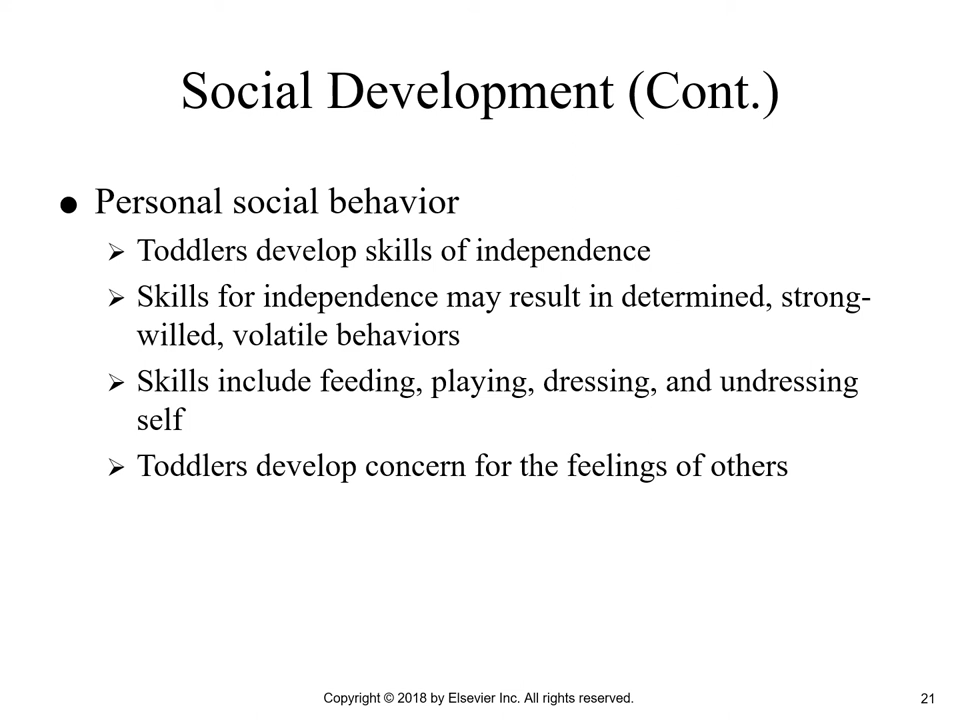 Social Development (Cont.)
● Personal social behavior
➢ Toddlers develop skills of independence
➢ Skills for independence may result in determined, strong-
willed, volatile behaviors
➢ Skills include feeding, playing, dressing, and undressing
self
➢ Toddlers develop concern for the feelings of others
Copyright © 2018 by Elsevier Inc. All rights reserved.
21